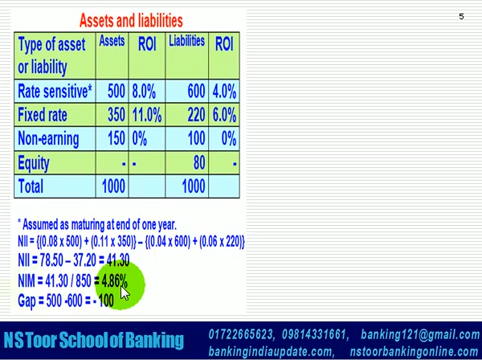 Assets and liabilities
5
Type of asset or liability Assets ROI Liabilities ROI
Rate sensitive* 500 8.0% 600 4.0%
Fixed rate 350 11.0% 220 6.0%
Non-earning 150 0% 100 0%
Equity - - 80 -
Total 1000 1000
* Assumed as maturing at end of one year.
NII = {(0.08 x 500) + (0.11 x 350)} – {(0.04 x 600) + (0.06 x 220)}
NII = 78.50 – 37.20 = 41.30
NIM = 41.30 / 850 = 4.86%
Gap = 500 -600 = - 100
NS Toor School of Banking
01722665623, 09814331661, banking121@gmail.com
bankingindiaupdate.com, nstoorbankingonline.com